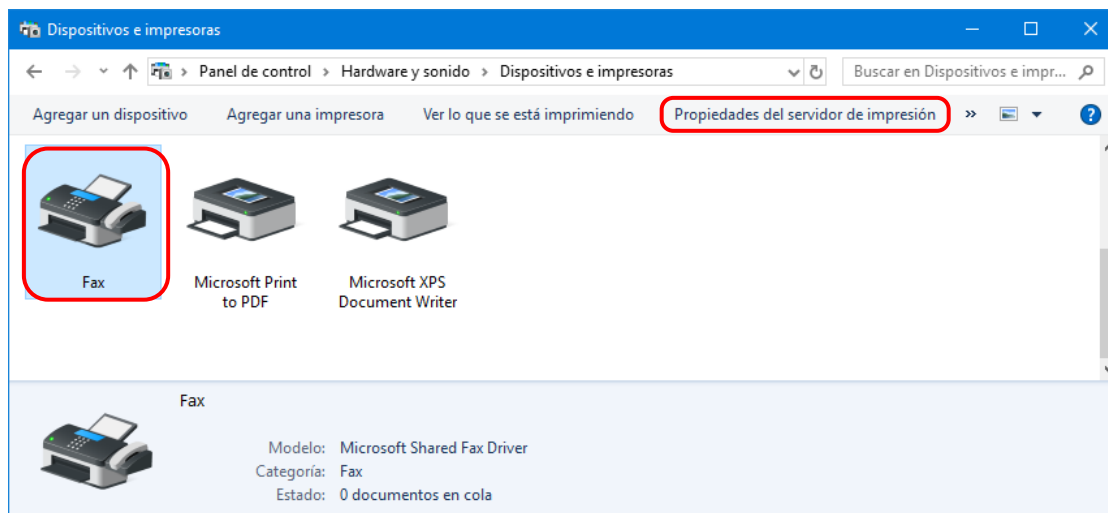 Dispositivos e impresoras
Panel de control > Hardware y sonido > Dispositivos e impresoras
Buscar en Dispositivos e impr...
Agregar un dispositivo Agregar una impresora Ver lo que se está imprimiendo Propiedades del servidor de impresión »
Fax
Microsoft Print
to PDF
Microsoft XPS
Document Writer
Fax
Modelo: Microsoft Shared Fax Driver
Categoría: Fax
Estado: 0 documentos en cola